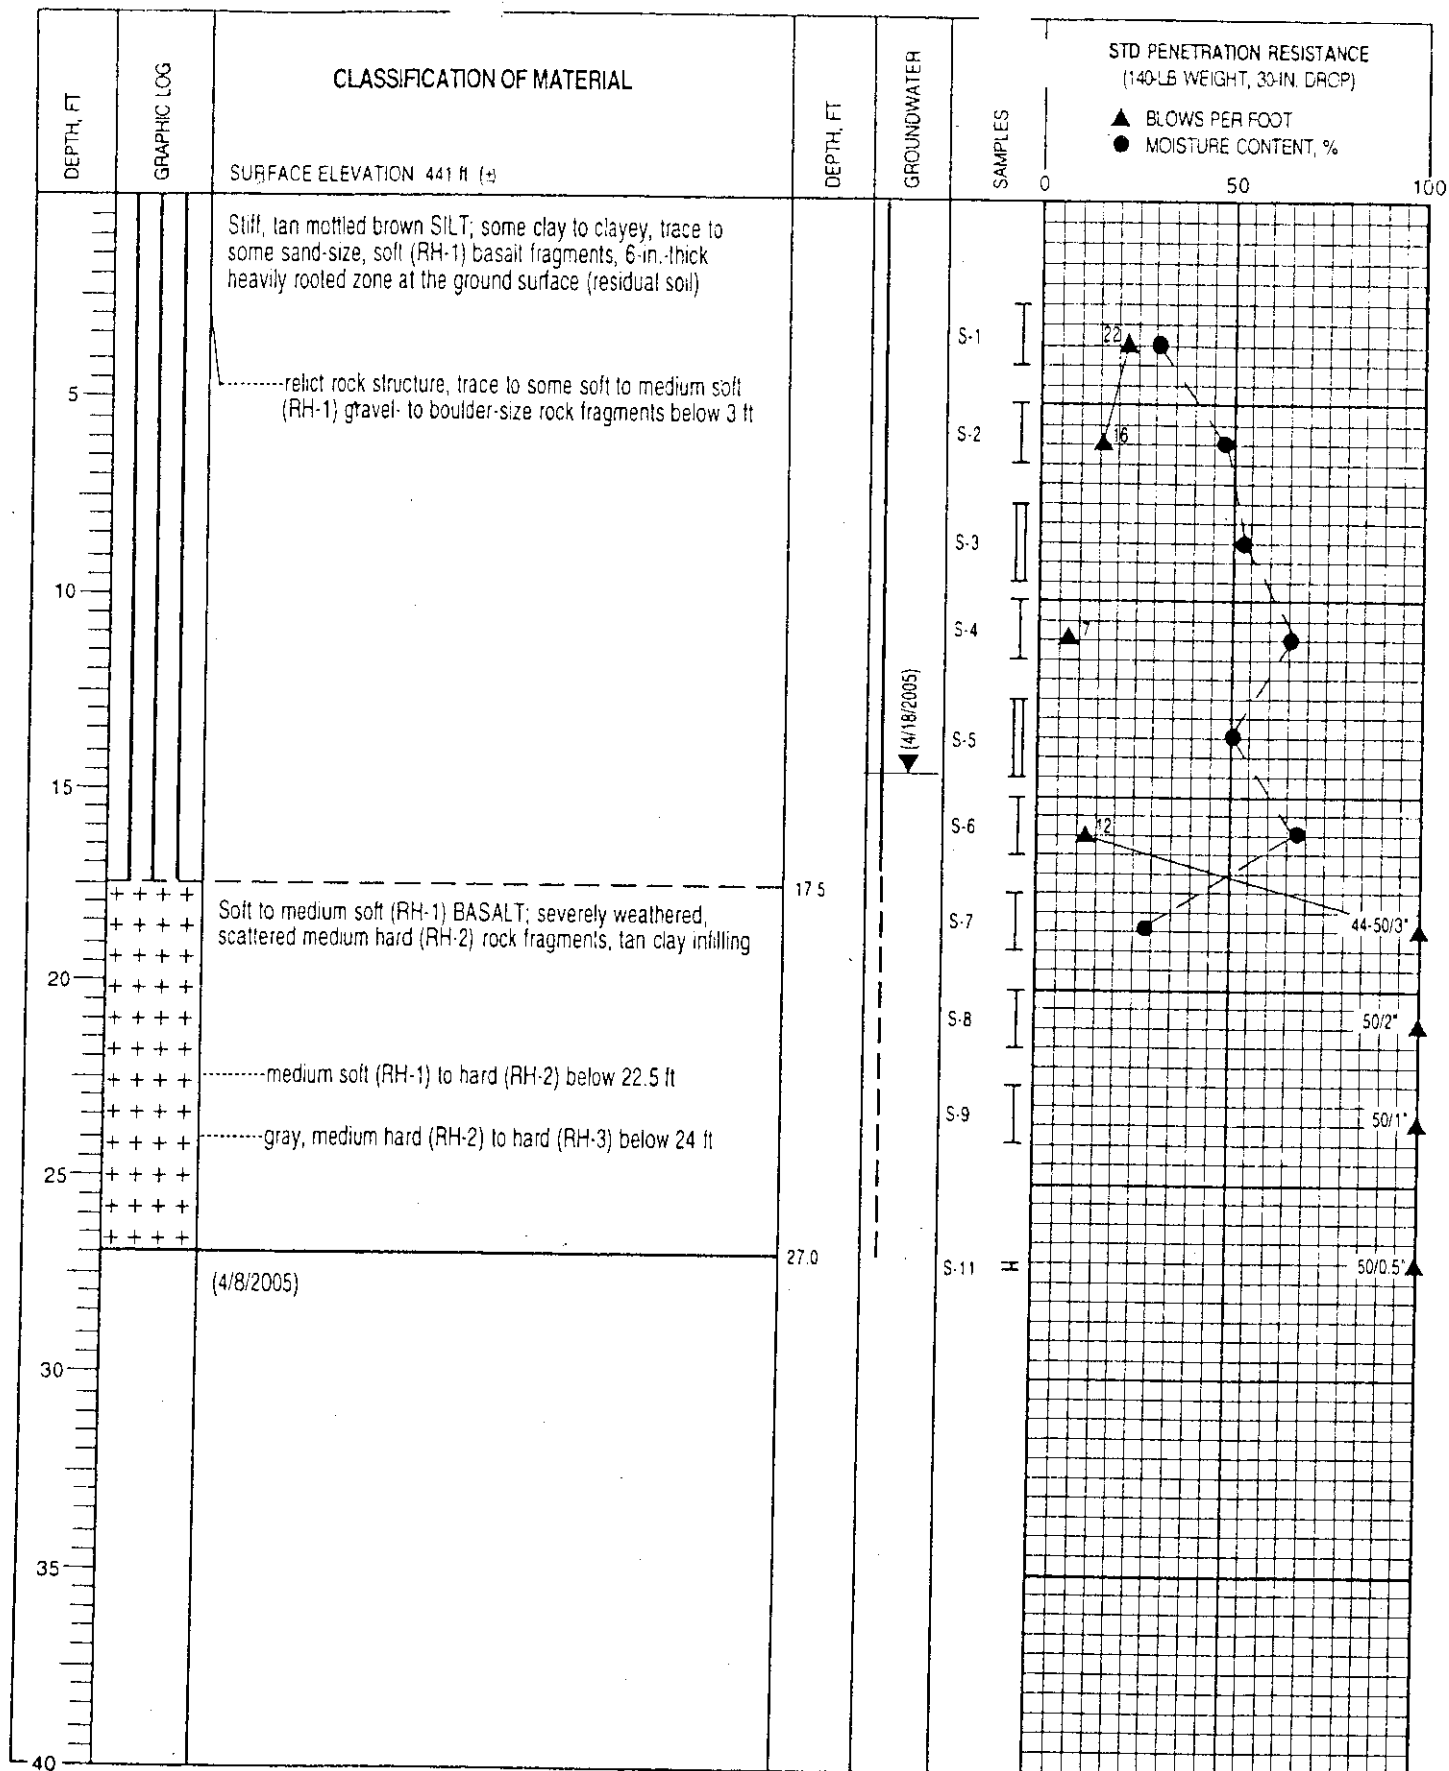 DEPTH, FT
GRAPHIC LOG
CLASSIFICATION OF MATERIAL
SURFACE ELEVATION 441 ft (±)
DEPTH, FT
GROUNDWATER
SAMPLES
STD PENETRATION RESISTANCE
(140-LB WEIGHT, 30-IN. DROP)
▲ BLOWS PER FOOT
● MOISTURE CONTENT, %
0 50 100
Stiff, tan mottled brown SILT; some clay to clayey, trace to
some sand-size, soft (RH-1) basalt fragments, 6-in.-thick
heavily rooted zone at the ground surface (residual soil)
S-1
22
5
relict rock structure, trace to some soft to medium soft
(RH-1) gravel- to boulder-size rock fragments below 3 ft
S-2
16
S-3
10
S-4
7
(4/18/2005)
S-5
15
S-6
12
17.5
Soft to medium soft (RH-1) BASALT; severely weathered,
scattered medium hard (RH-2) rock fragments, tan clay infilling
S-7
44-50/3"
20
S-8
50/2"
medium soft (RH-1) to hard (RH-2) below 22.5 ft
S-9
50/1"
gray, medium hard (RH-2) to hard (RH-3) below 24 ft
25
27.0
S-11
50/0.5"
(4/8/2005)
30
35
40